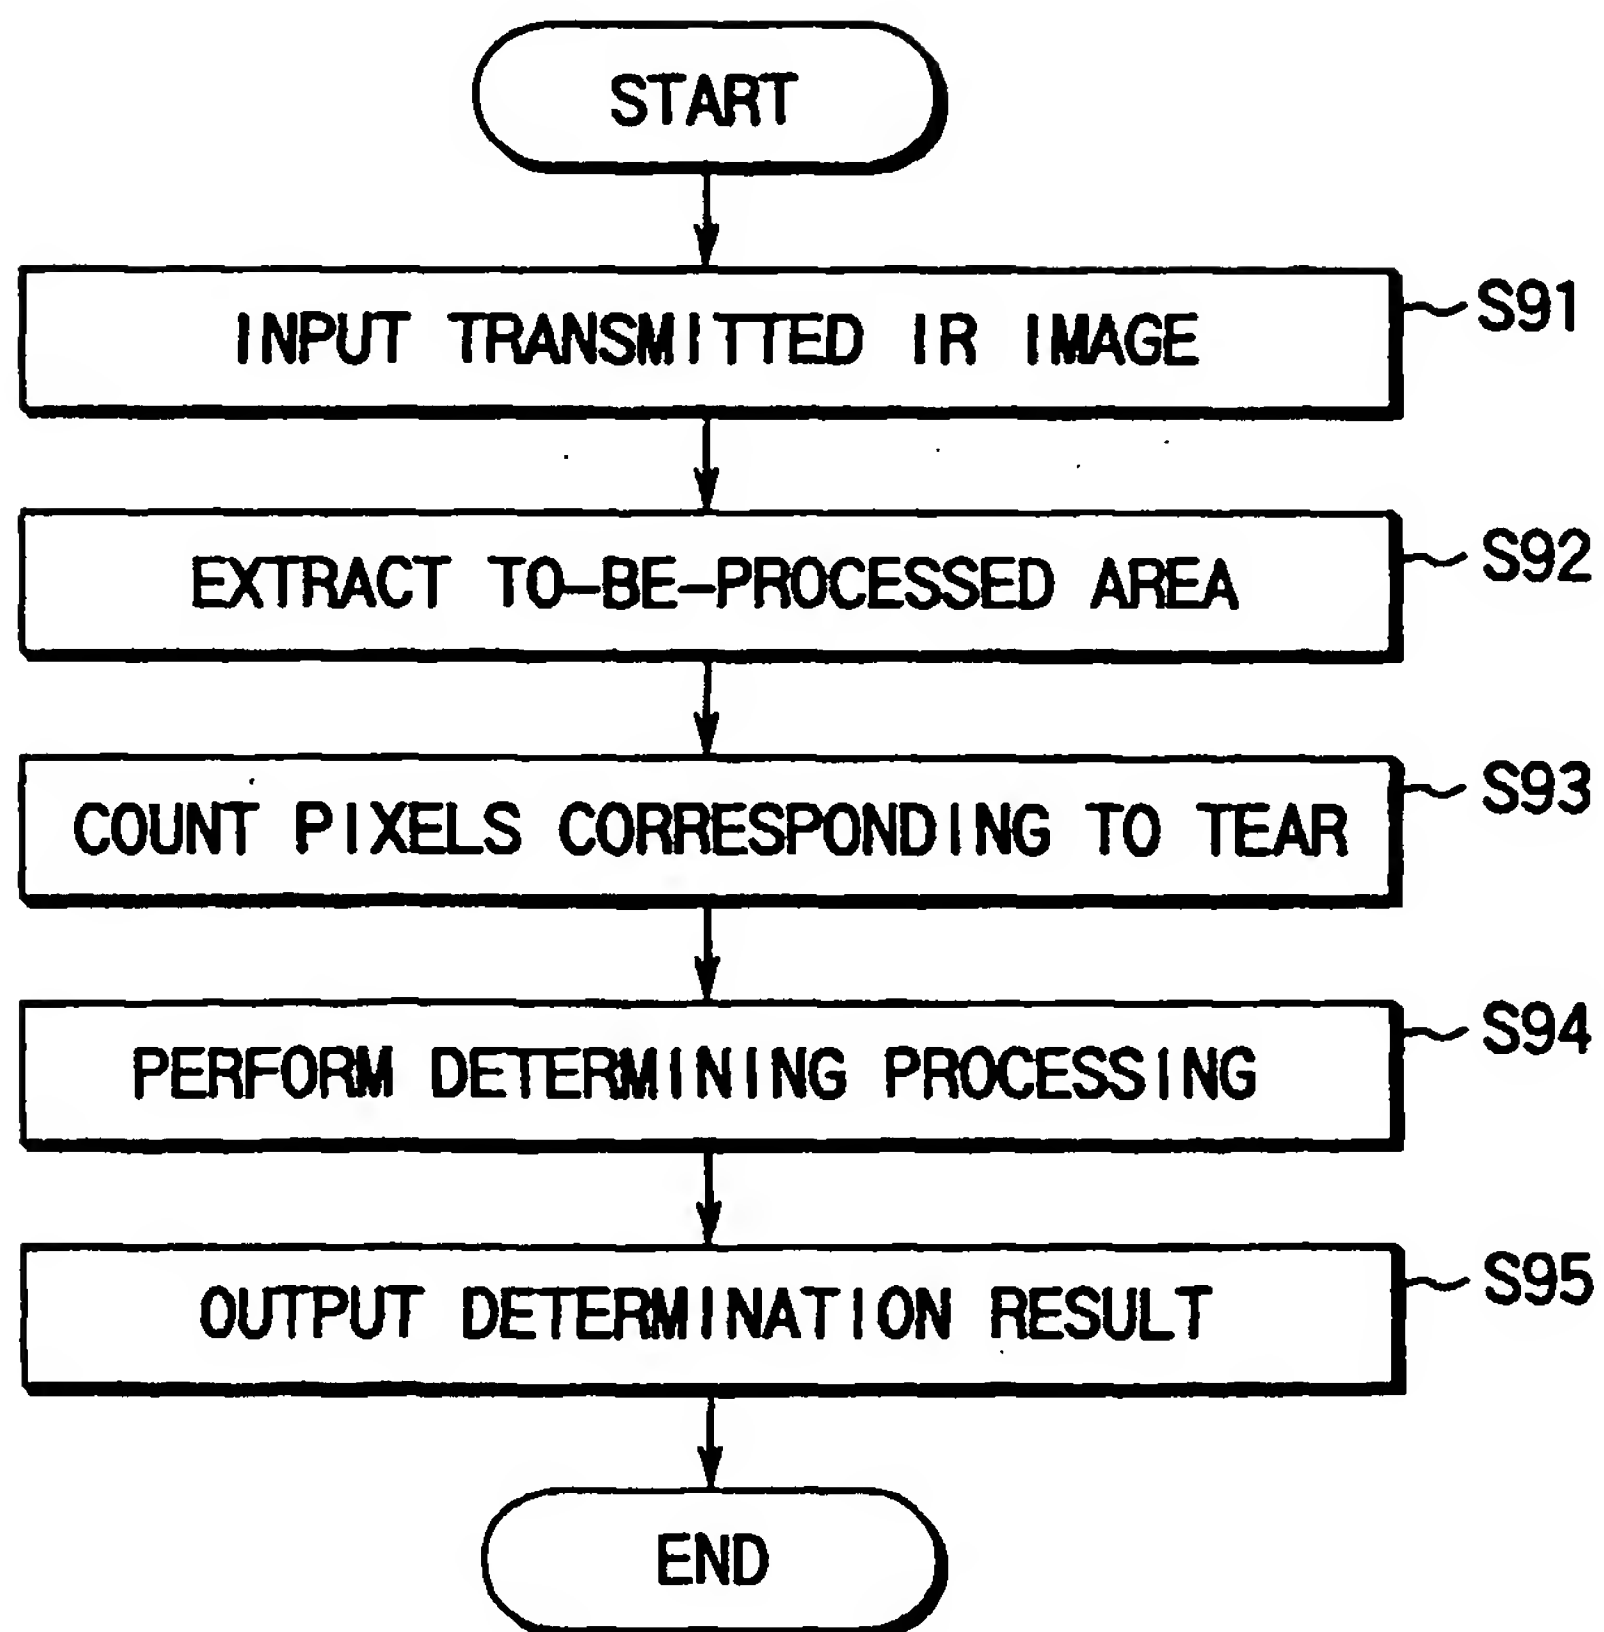 START
INPUT TRANSMITTED IR IMAGE
S91
EXTRACT TO-BE-PROCESSED AREA
S92
COUNT PIXELS CORRESPONDING TO TEAR
S93
PERFORM DETERMINING PROCESSING
S94
OUTPUT DETERMINATION RESULT
S95
END